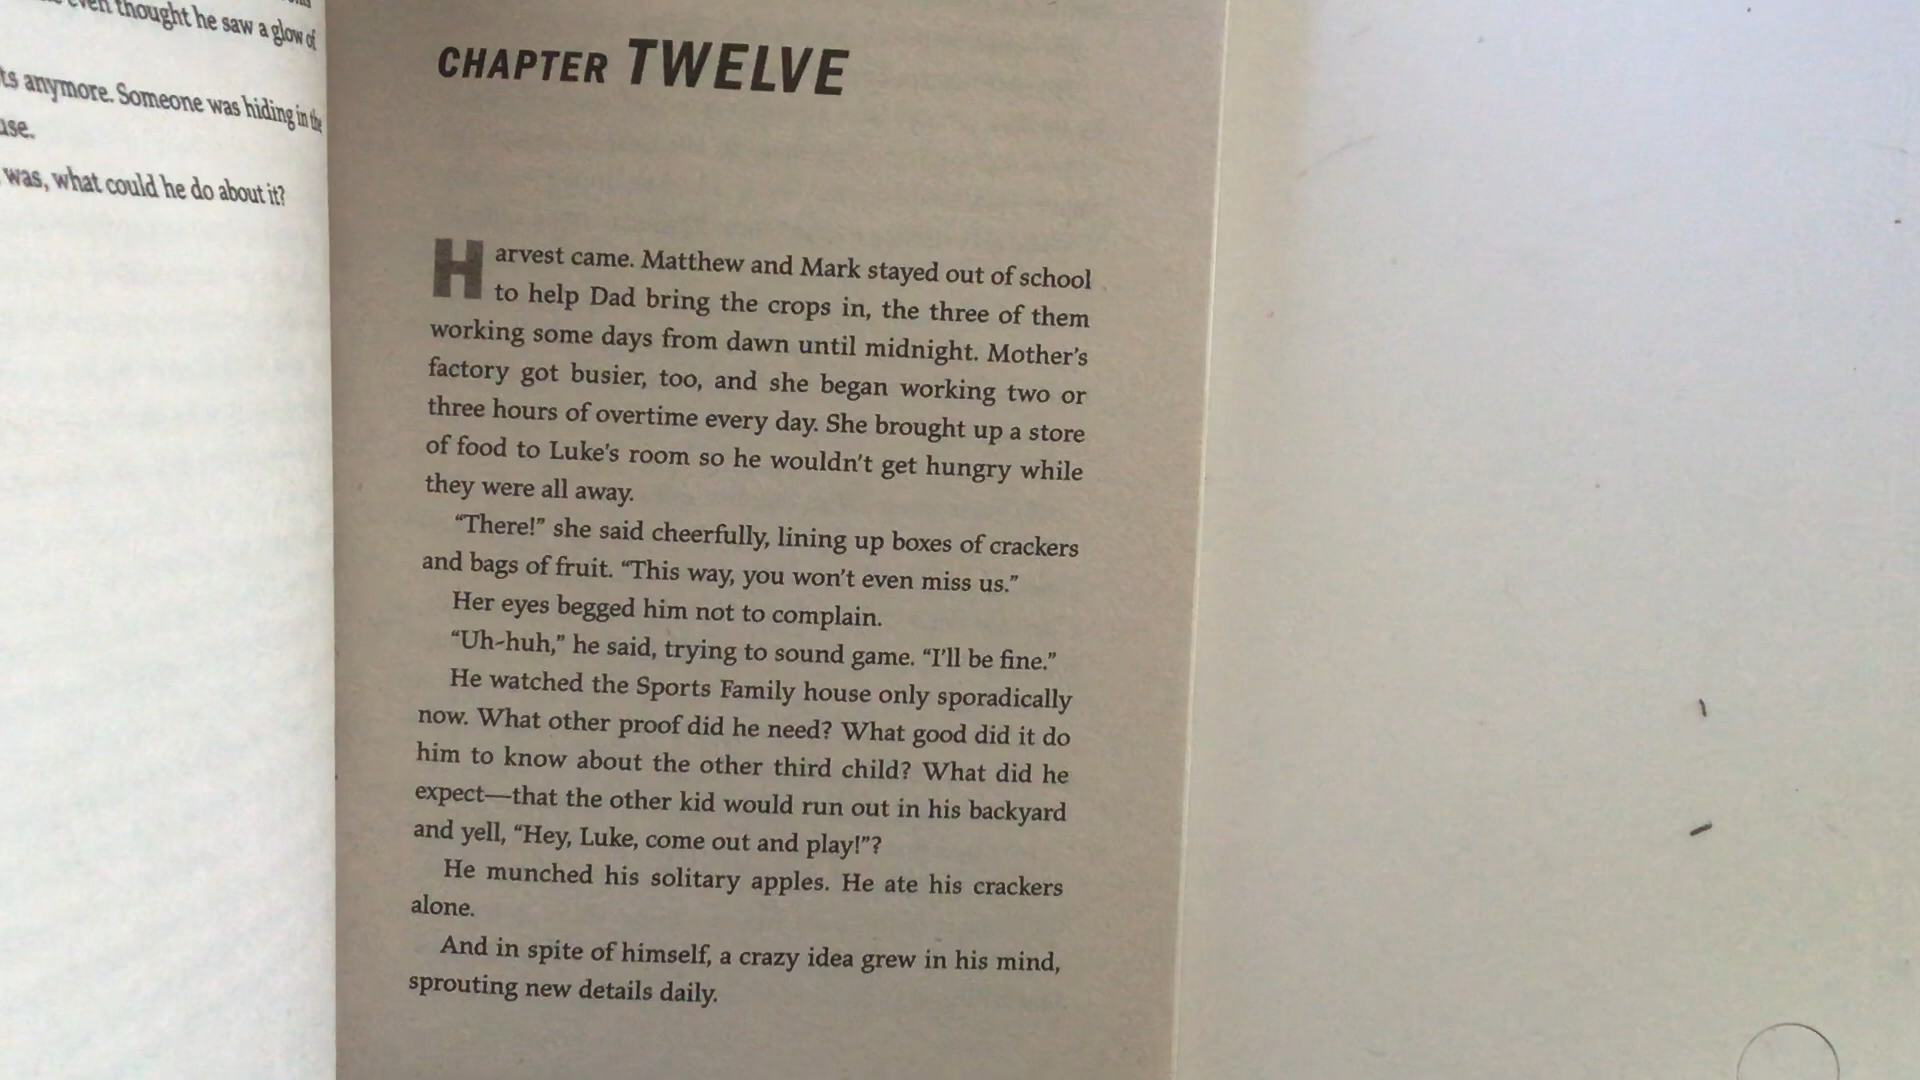 even thought he saw a glow of
ts anymore. Someone was hiding in the
use.
was, what could he do about it?
CHAPTER TWELVE
Harvest came. Matthew and Mark stayed out of school
to help Dad bring the crops in, the three of them
working some days from dawn until midnight. Mother's
factory got busier, too, and she began working two or
three hours of overtime every day. She brought up a store
of food to Luke's room so he wouldn't get hungry while
they were all away.
“There!” she said cheerfully, lining up boxes of crackers
and bags of fruit. “This way, you won't even miss us.”
Her eyes begged him not to complain.
“Uh-huh,” he said, trying to sound game. “I'll be fine.”
He watched the Sports Family house only sporadically
now. What other proof did he need? What good did it do
him to know about the other third child? What did he
expect—that the other kid would run out in his backyard
and yell, “Hey, Luke, come out and play!”?
He munched his solitary apples. He ate his crackers
alone.
And in spite of himself, a crazy idea grew in his mind,
sprouting new details daily.